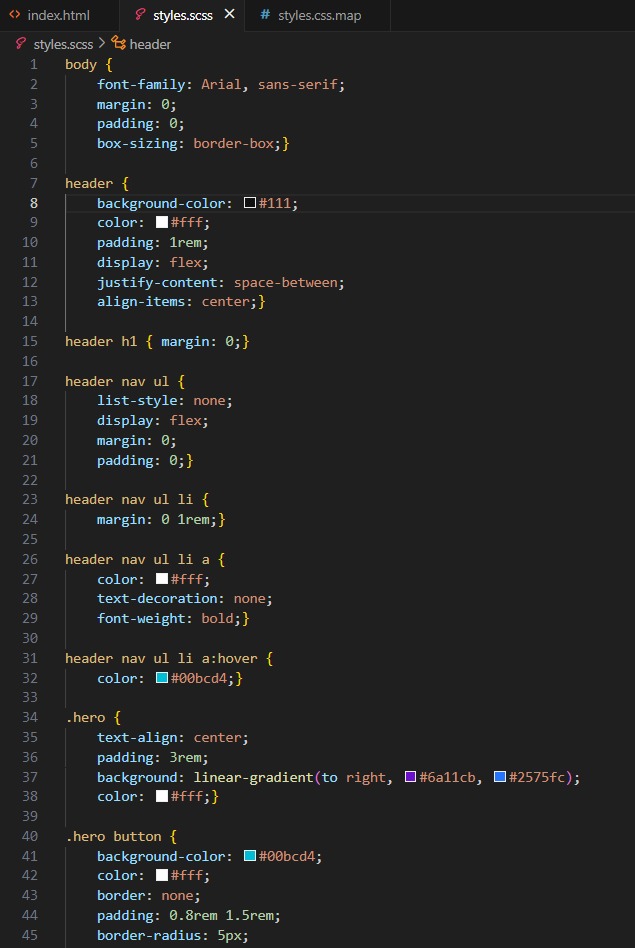 index.html styles.scss × # styles.css.map
styles.scss > header
1 body {
2 font-family: Arial, sans-serif;
3 margin: 0;
4 padding: 0;
5 box-sizing: border-box;}
6
7 header {
8 background-color: #111;
9 color: #fff;
10 padding: 1rem;
11 display: flex;
12 justify-content: space-between;
13 align-items: center;}
14
15 header h1 { margin: 0;}
16
17 header nav ul {
18 list-style: none;
19 display: flex;
20 margin: 0;
21 padding: 0;}
22
23 header nav ul li {
24 margin: 0 1rem;}
25
26 header nav ul li a {
27 color: #fff;
28 text-decoration: none;
29 font-weight: bold;}
30
31 header nav ul li a:hover {
32 color: #00bcd4;}
33
34 .hero {
35 text-align: center;
36 padding: 3rem;
37 background: linear-gradient(to right, #6a11cb, #2575fc);
38 color: #fff;}
39
40 .hero button {
41 background-color: #00bcd4;
42 color: #fff;
43 border: none;
44 padding: 0.8rem 1.5rem;
45 border-radius: 5px;